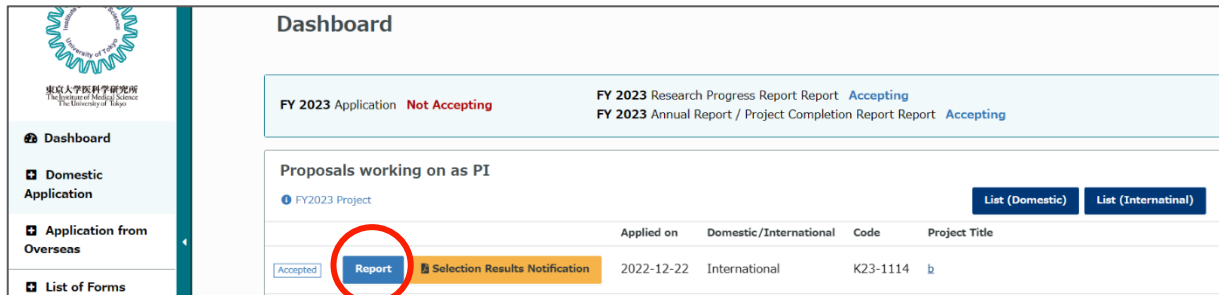 Institute of Medical Science
University of Tokyo
東京大学医科学研究所
The Institute of Medical Science
The University of Tokyo
Dashboard
Domestic
Application
Application from
Overseas
List of Forms
Dashboard
FY 2023 Application Not Accepting
FY 2023 Research Progress Report Report Accepting
FY 2023 Annual Report / Project Completion Report Report Accepting
Proposals working on as PI
FY2023 Project
List (Domestic) List (Internatinal)
Applied on Domestic/International Code Project Title
Accepted Report Selection Results Notification 2022-12-22 International K23-1114 b